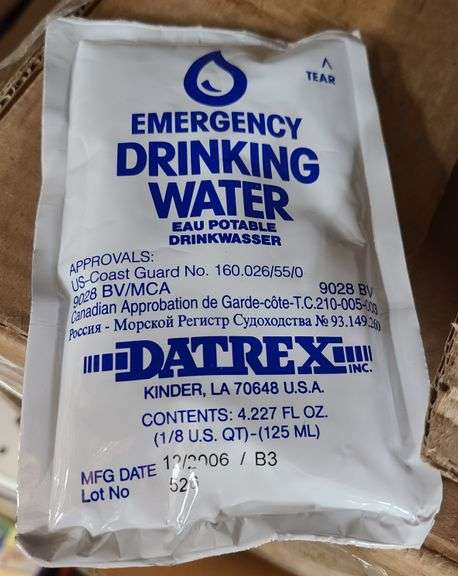 TEAR
EMERGENCY
DRINKING
WATER
EAU POTABLE
DRINKWASSER
APPROVALS:
US-Coast Guard No. 160.026/55/0
9028 BV/MCA 9028 BV
Canadian Approbation de Garde-côte-T.C.210-005-003
Россия - Морской Регистр Судоходства № 93.149.260
DATREX INC.
KINDER, LA 70648 U.S.A.
CONTENTS: 4.227 FL OZ.
(1/8 U.S. QT)-(125 ML)
MFG DATE 12/2006 / B3
Lot No